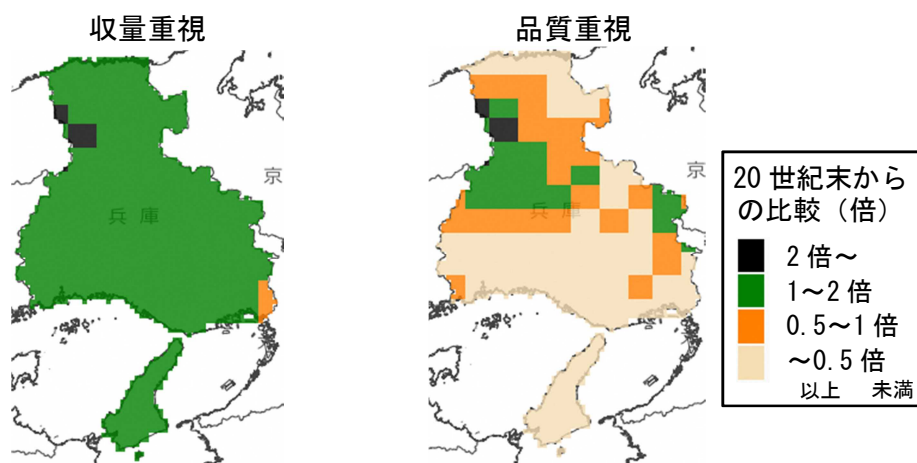 収量重視
品質重視
京
兵庫
京
兵庫
20世紀末から
の比較（倍）
2倍～
1～2倍
0.5～1倍
～0.5倍
以上 未満